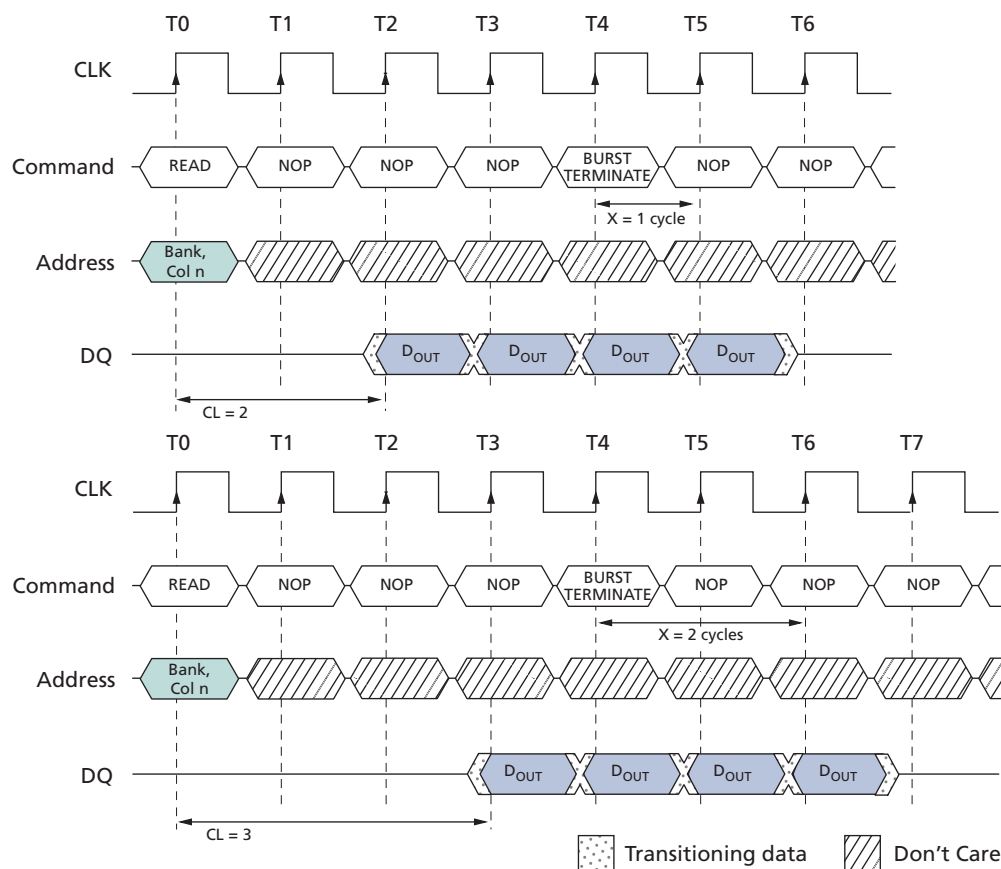 T0 T1 T2 T3 T4 T5 T6
CLK
Command READ NOP NOP NOP BURST TERMINATE NOP NOP
X = 1 cycle
Address Bank, Col n
DQ DOUT DOUT DOUT DOUT
CL = 2
T0 T1 T2 T3 T4 T5 T6 T7
CLK
Command READ NOP NOP NOP BURST TERMINATE NOP NOP NOP
X = 2 cycles
Address Bank, Col n
DQ DOUT DOUT DOUT DOUT
CL = 3
Transitioning data Don't Care